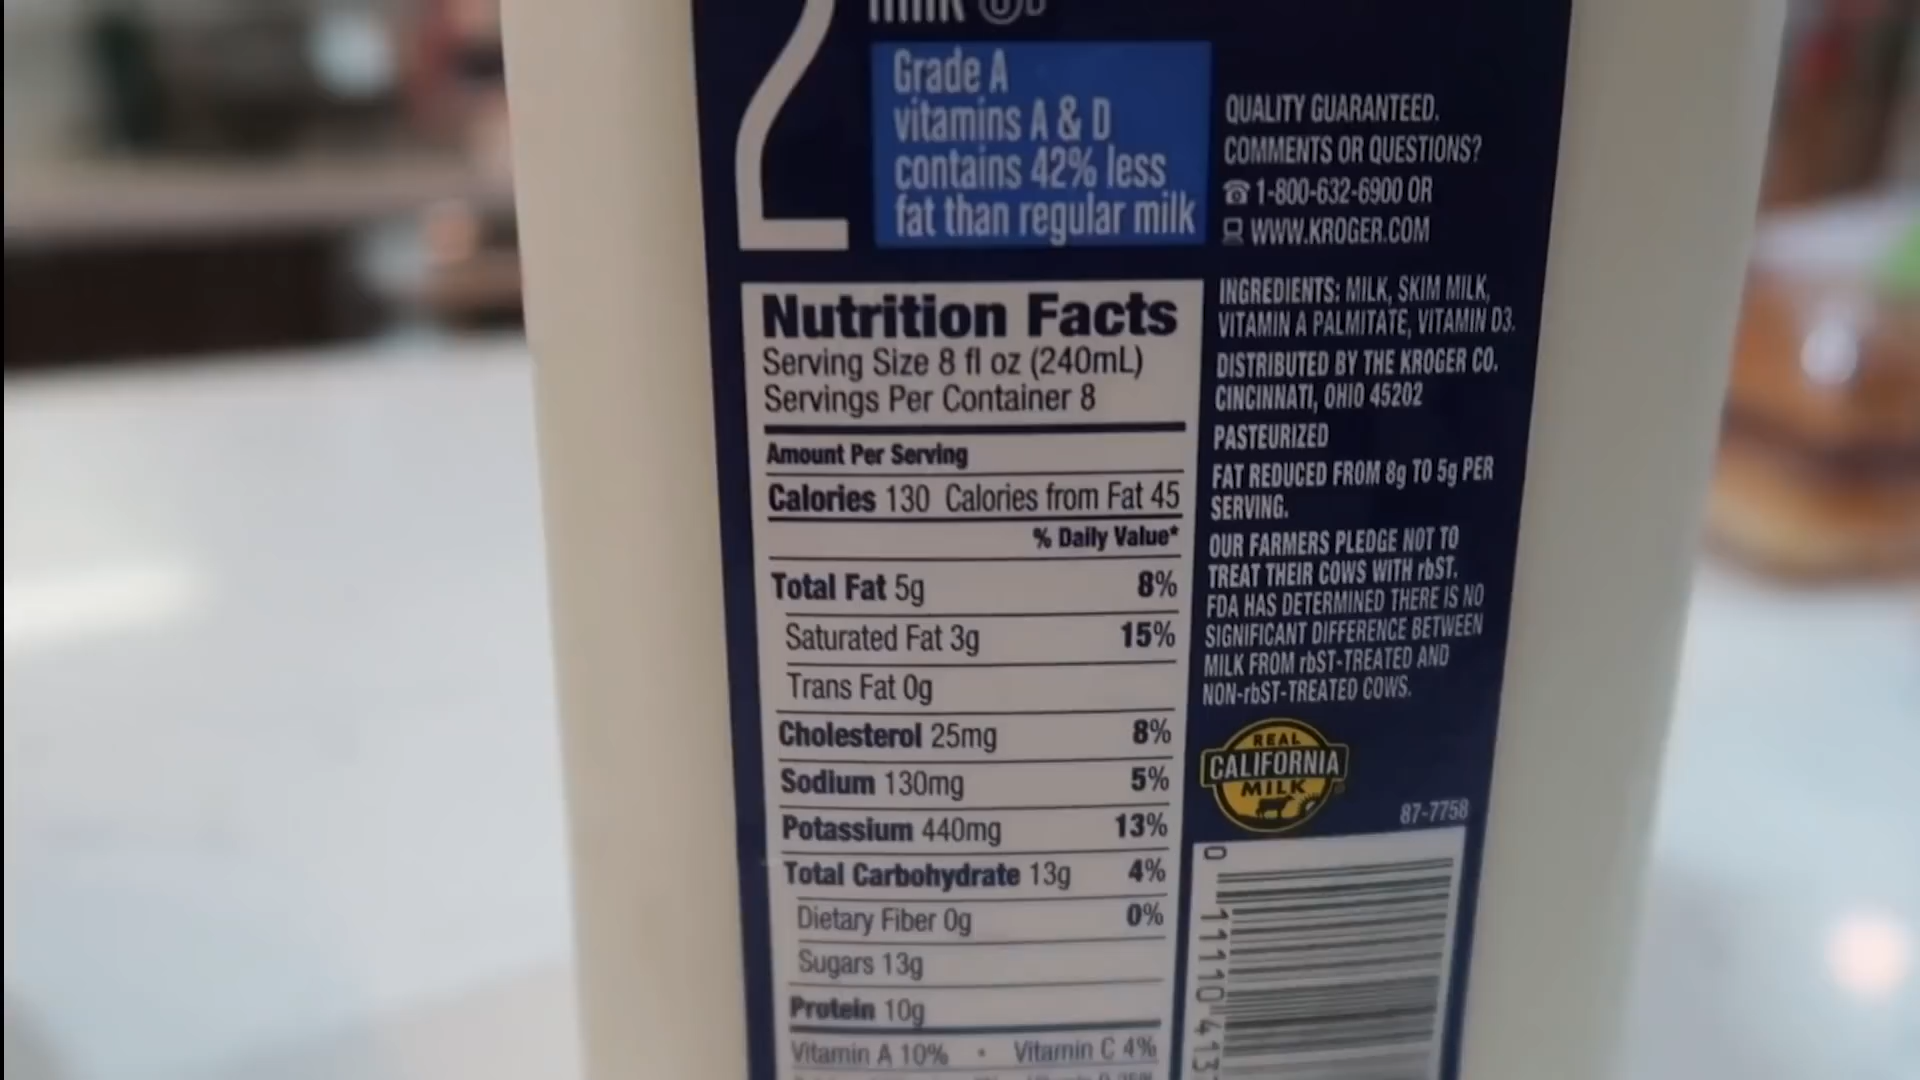 2
milk
Grade A
vitamins A & D
contains 42% less
fat than regular milk
QUALITY GUARANTEED.
COMMENTS OR QUESTIONS?
1-800-632-6900 OR
WWW.KROGER.COM
Nutrition Facts
Serving Size 8 fl oz (240mL)
Servings Per Container 8
Amount Per Serving
Calories 130 Calories from Fat 45
% Daily Value*
Total Fat 5g 8%
Saturated Fat 3g 15%
Trans Fat 0g
Cholesterol 25mg 8%
Sodium 130mg 5%
Potassium 440mg 13%
Total Carbohydrate 13g 4%
Dietary Fiber 0g 0%
Sugars 13g
Protein 10g
Vitamin A 10% • Vitamin C 4%
INGREDIENTS: MILK, SKIM MILK,
VITAMIN A PALMITATE, VITAMIN D3.
DISTRIBUTED BY THE KROGER CO.
CINCINNATI, OHIO 45202
PASTEURIZED
FAT REDUCED FROM 8g TO 5g PER
SERVING.
OUR FARMERS PLEDGE NOT TO
TREAT THEIR COWS WITH rbST.
FDA HAS DETERMINED THERE IS NO
SIGNIFICANT DIFFERENCE BETWEEN
MILK FROM rbST-TREATED AND
NON-rbST-TREATED COWS.
REAL
CALIFORNIA
MILK
87-7758
0 11110 413